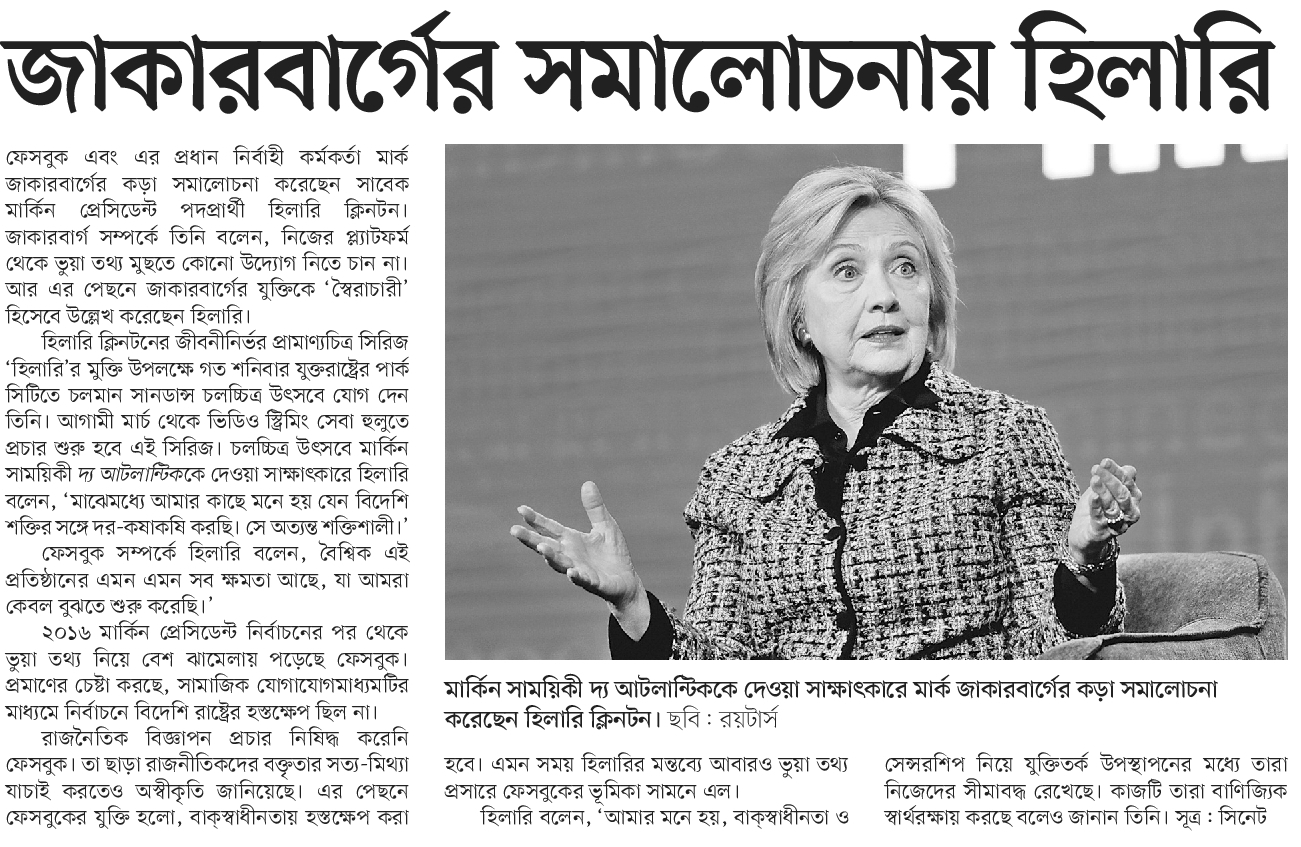 জাকারবার্গের সমালোচনায় হিলারি
ফেসবুক এবং এর প্রধান নির্বাহী কর্মকর্তা মার্ক
জাকারবার্গের কড়া সমালোচনা করেছেন সাবেক
মার্কিন প্রেসিডেন্ট পদপ্রার্থী হিলারি ক্লিনটন।
জাকারবার্গ সম্পর্কে তিনি বলেন, নিজের প্ল্যাটফর্ম
থেকে ভুয়া তথ্য মুছতে কোনো উদ্যোগ নিতে চান না।
আর এর পেছনে জাকারবার্গের যুক্তিকে ‘স্বৈরাচারী’
হিসেবে উল্লেখ করেছেন হিলারি।
হিলারি ক্লিনটনের জীবনীনির্ভর প্রামাণ্যচিত্র সিরিজ
‘হিলারি’র মুক্তি উপলক্ষে গত শনিবার যুক্তরাষ্ট্রের পার্ক
সিটিতে চলমান সানডান্স চলচ্চিত্র উৎসবে যোগ দেন
তিনি। আগামী মার্চ থেকে ভিডিও স্ট্রিমিং সেবা হুলুতে
প্রচার শুরু হবে এই সিরিজ। চলচ্চিত্র উৎসবে মার্কিন
সাময়িকী দ্য আটলান্টিককে দেওয়া সাক্ষাৎকারে হিলারি
বলেন, ‘মাঝেমধ্যে আমার কাছে মনে হয় যেন বিদেশি
শক্তির সঙ্গে দর-কষাকষি করছি। সে অত্যন্ত শক্তিশালী।’
ফেসবুক সম্পর্কে হিলারি বলেন, বৈশ্বিক এই
প্রতিষ্ঠানের এমন এমন সব ক্ষমতা আছে, যা আমরা
কেবল বুঝতে শুরু করেছি।’
২০১৬ মার্কিন প্রেসিডেন্ট নির্বাচনের পর থেকে
ভুয়া তথ্য নিয়ে বেশ ঝামেলায় পড়েছে ফেসবুক।
প্রমাণের চেষ্টা করছে, সামাজিক যোগাযোগমাধ্যমটির
মাধ্যমে নির্বাচনে বিদেশি রাষ্ট্রের হস্তক্ষেপ ছিল না।
রাজনৈতিক বিজ্ঞাপন প্রচার নিষিদ্ধ করেনি
ফেসবুক। তা ছাড়া রাজনীতিকদের বক্তৃতার সত্য-মিথ্যা
যাচাই করতেও অস্বীকৃতি জানিয়েছে। এর পেছনে
ফেসবুকের যুক্তি হলো, বাক্‌স্বাধীনতায় হস্তক্ষেপ করা
মার্কিন সাময়িকী দ্য আটলান্টিককে দেওয়া সাক্ষাৎকারে মার্ক জাকারবার্গের কড়া সমালোচনা
করেছেন হিলারি ক্লিনটন। ছবি : রয়টার্স
হবে। এমন সময় হিলারির মন্তব্যে আবারও ভুয়া তথ্য
প্রসারে ফেসবুকের ভূমিকা সামনে এল।
হিলারি বলেন, ‘আমার মনে হয়, বাক্‌স্বাধীনতা ও
সেন্সরশিপ নিয়ে যুক্তিতর্ক উপস্থাপনের মধ্যে তারা
নিজেদের সীমাবদ্ধ রেখেছে। কাজটি তারা বাণিজ্যিক
স্বার্থরক্ষায় করছে বলেও জানান তিনি। সূত্র : সিনেট